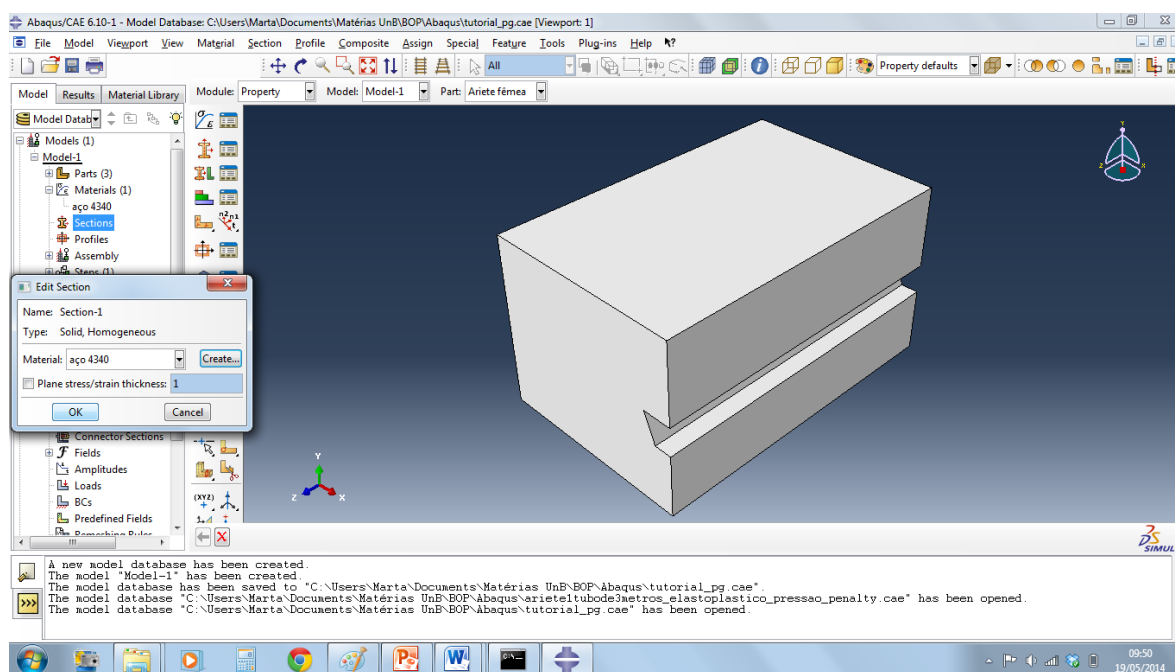 Abaqus/CAE 6.10-1 - Model Database: C:\Users\Marta\Documents\Matérias UnB\BOP\Abaqus\tutorial_pg.cae [Viewport: 1]
File Model Viewport View Material Section Profile Composite Assign Special Feature Tools Plug-ins Help
All Property defaults
Model Results Material Library Module: Property Model: Model-1 Part: Ariete fêmea
Model Datab
Models (1)
Model-1
Parts (3)
Materials (1)
aço 4340
Sections
Profiles
Assembly
Steps (1)
Edit Section
Name: Section-1
Type: Solid, Homogeneous
Material: aço 4340 Create...
Plane stress/strain thickness: 1
OK Cancel
Connector Sections
Fields
Amplitudes
Loads
BCs
Predefined Fields
Remeshing Rules
(XYZ)
Y
Z X
Y
Z X
SIMUL
A new model database has been created.
The model "Model-1" has been created.
The model database has been saved to "C:\Users\Marta\Documents\Matérias UnB\BOP\Abaqus\tutorial_pg.cae".
The model database "C:\Users\Marta\Documents\Matérias UnB\BOP\Abaqus\ariete1tubode3metros_elastoplastico_pressao_penalty.cae" has been opened.
The model database "C:\Users\Marta\Documents\Matérias UnB\BOP\Abaqus\tutorial_pg.cae" has been opened.
09:50
19/05/2014